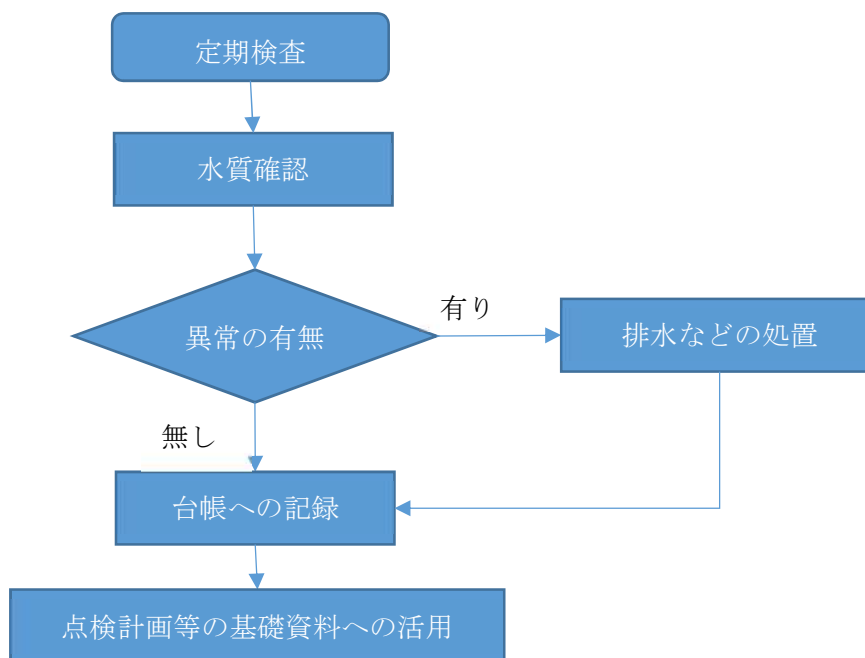 定期検査
水質確認
異常の有無
有り
排水などの処置
無し
台帳への記録
点検計画等の基礎資料への活用